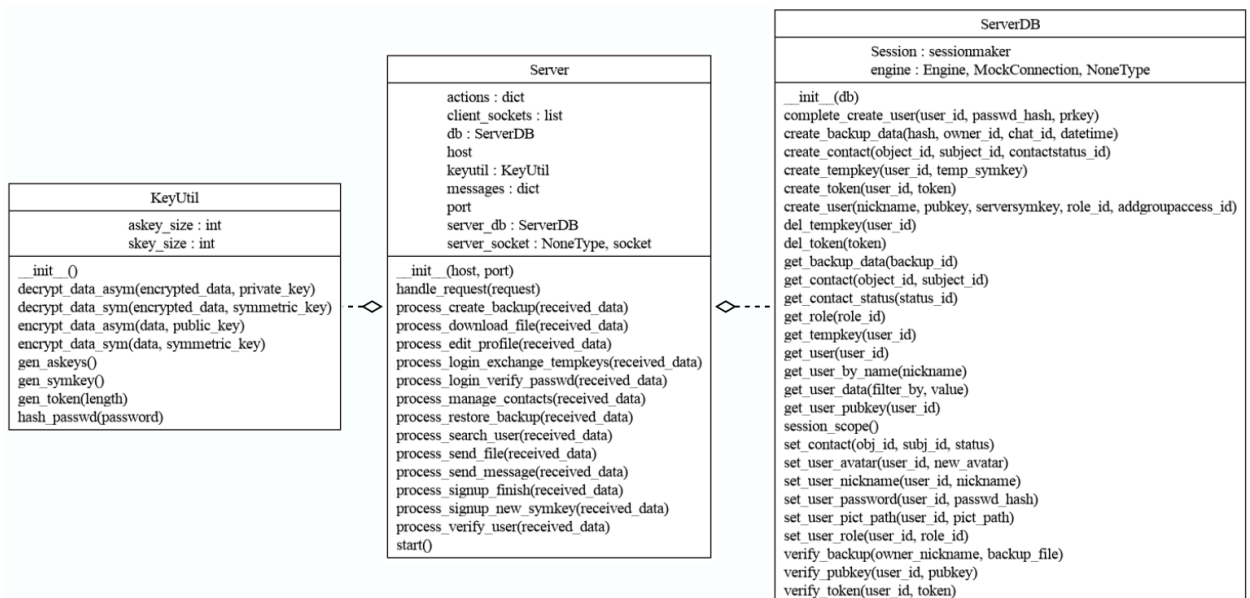 KeyUtil
askey_size : int
skey_size : int
__init__()
decrypt_data_asym(encrypted_data, private_key)
decrypt_data_sym(encrypted_data, symmetric_key)
encrypt_data_asym(data, public_key)
encrypt_data_sym(data, symmetric_key)
gen_askeys()
gen_symkey()
gen_token(length)
hash_passwd(password)
Server
actions : dict
client_sockets : list
db : ServerDB
host
keyutil : KeyUtil
messages : dict
port
server_db : ServerDB
server_socket : NoneType, socket
__init__(host, port)
handle_request(request)
process_create_backup(received_data)
process_download_file(received_data)
process_edit_profile(received_data)
process_login_exchange_tempkeys(received_data)
process_login_verify_passwd(received_data)
process_manage_contacts(received_data)
process_restore_backup(received_data)
process_search_user(received_data)
process_send_file(received_data)
process_send_message(received_data)
process_signup_finish(received_data)
process_signup_new_symkey(received_data)
process_verify_user(received_data)
start()
ServerDB
Session : sessionmaker
engine : Engine, MockConnection, NoneType
__init__(db)
complete_create_user(user_id, passwd_hash, prkey)
create_backup_data(hash, owner_id, chat_id, datetime)
create_contact(object_id, subject_id, contactstatus_id)
create_tempkey(user_id, temp_symkey)
create_token(user_id, token)
create_user(nickname, pubkey, serversymkey, role_id, addgroupaccess_id)
del_tempkey(user_id)
del_token(token)
get_backup_data(backup_id)
get_contact(object_id, subject_id)
get_contact_status(status_id)
get_role(role_id)
get_tempkey(user_id)
get_user(user_id)
get_user_by_name(nickname)
get_user_data(filter_by, value)
get_user_pubkey(user_id)
session_scope()
set_contact(obj_id, subj_id, status)
set_user_avatar(user_id, new_avatar)
set_user_nickname(user_id, nickname)
set_user_password(user_id, passwd_hash)
set_user_pict_path(user_id, pict_path)
set_user_role(user_id, role_id)
verify_backup(owner_nickname, backup_file)
verify_pubkey(user_id, pubkey)
verify_token(user_id, token)